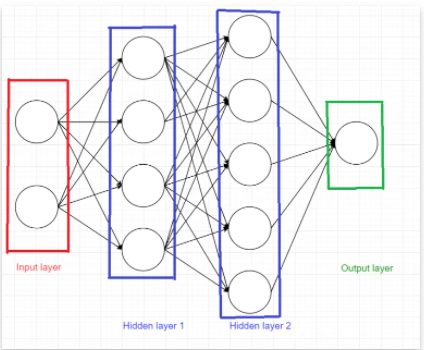 Input layer
Output layer
Hidden layer 1
Hidden layer 2